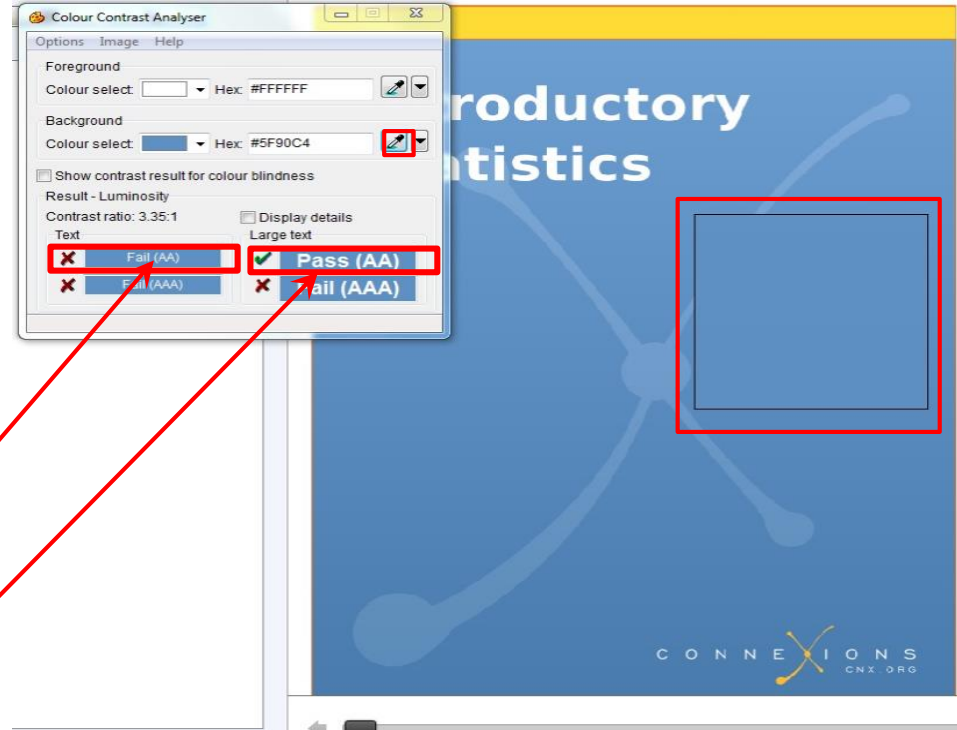 Colour Contrast Analyser
Options Image Help
Foreground
Colour select: Hex: #FFFFFF
Background
Colour select: Hex: #5F90C4
Show contrast result for colour blindness
Result - Luminosity
Contrast ratio: 3.35:1 Display details
Text Large text
Fail (AA) Pass (AA)
Fail (AAA) Fail (AAA)
roductory
tistics
CONNEXIONS
CNX.ORG